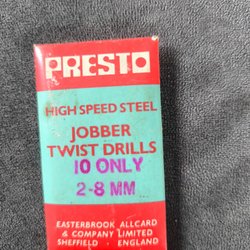 PRESTO
HIGH SPEED STEEL
JOBBER
TWIST DRILLS
10 ONLY
2-8 MM
EASTERBROOK ALLCARD
& COMPANY LIMITED
SHEFFIELD · ENGLAND